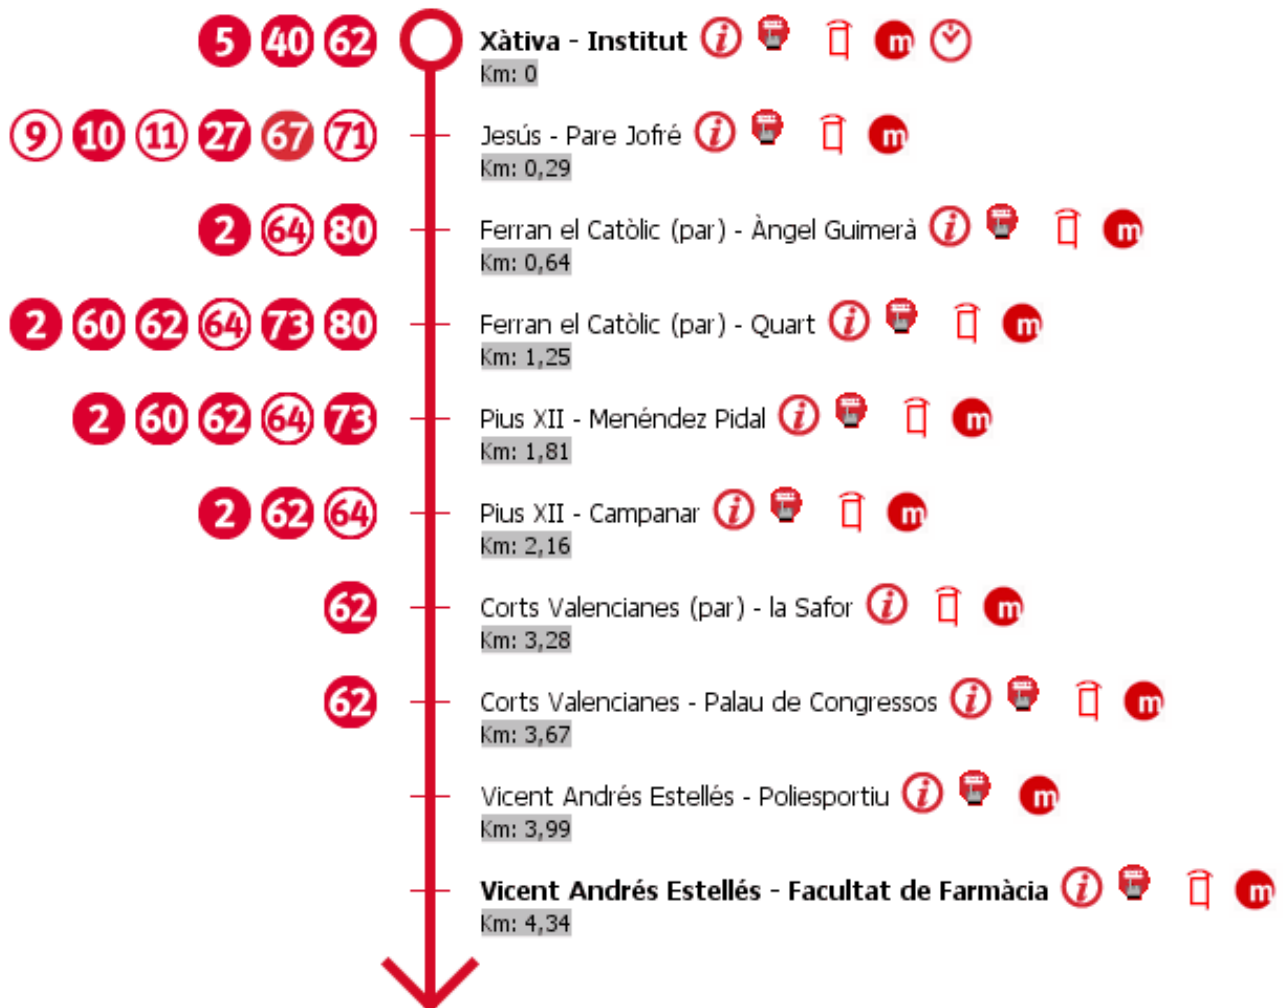 5 40 62 Xàtiva - Institut i m
Km: 0
9 10 11 27 67 71 Jesús - Pare Jofré i m
Km: 0,29
2 64 80 Ferran el Catòlic (par) - Àngel Guimerà i m
Km: 0,64
2 60 62 64 73 80 Ferran el Catòlic (par) - Quart i m
Km: 1,25
2 60 62 64 73 Pius XII - Menéndez Pidal i m
Km: 1,81
2 62 64 Pius XII - Campanar i m
Km: 2,16
62 Corts Valencianes (par) - la Safor i m
Km: 3,28
62 Corts Valencianes - Palau de Congressos i m
Km: 3,67
Vicent Andrés Estellés - Poliesportiu i m
Km: 3,99
Vicent Andrés Estellés - Facultat de Farmàcia i m
Km: 4,34